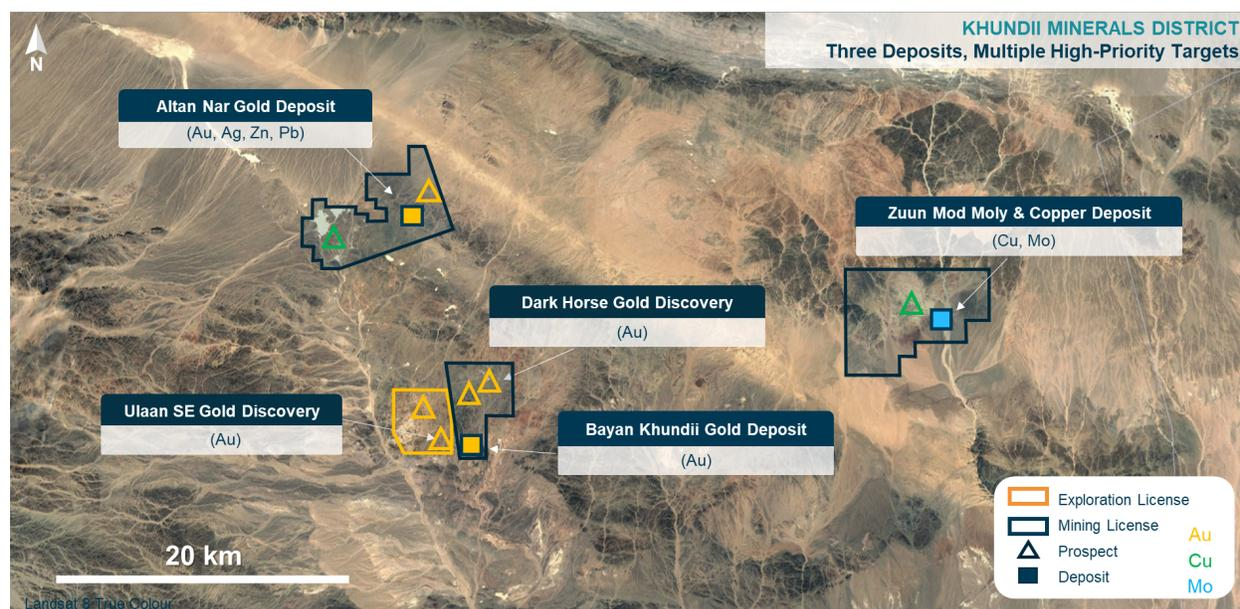 KHUNDII MINERALS DISTRICT
Three Deposits, Multiple High-Priority Targets
N
Altan Nar Gold Deposit
(Au, Ag, Zn, Pb)
Zuun Mod Moly & Copper Deposit
(Cu, Mo)
Dark Horse Gold Discovery
(Au)
Ulaan SE Gold Discovery
(Au)
Bayan Khundii Gold Deposit
(Au)
Exploration License
Mining License
Prospect
Deposit
Au
Cu
Mo
20 km
Landsat 8 True Colour